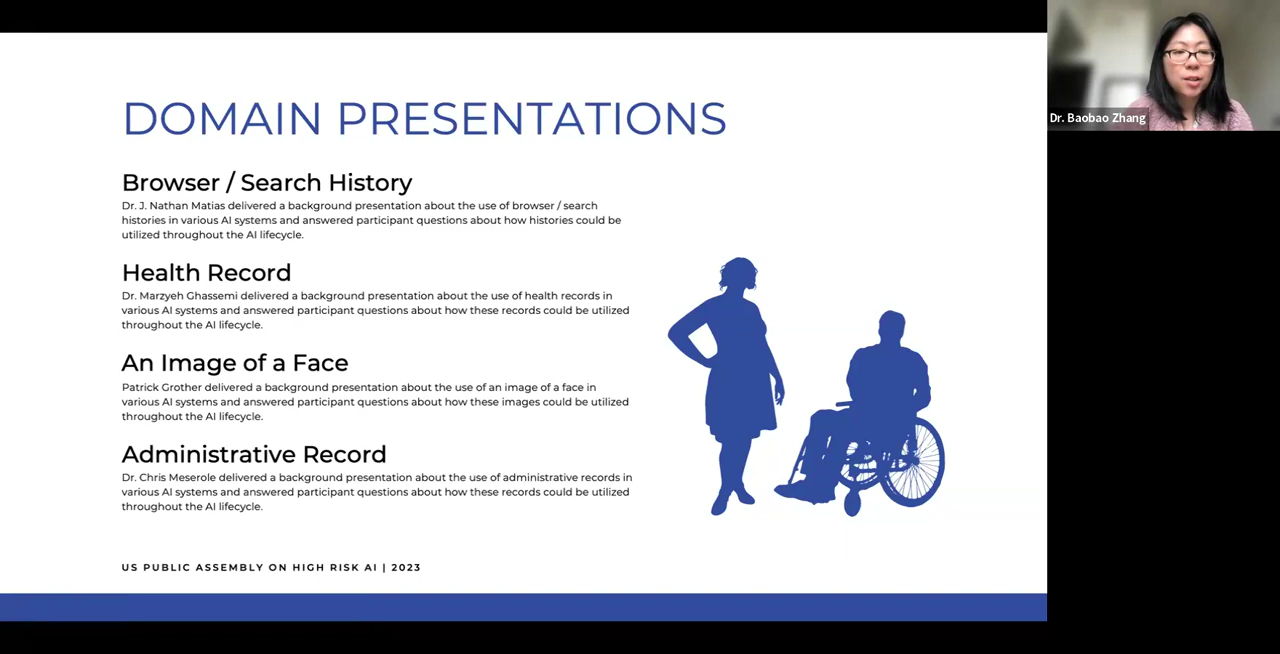 DOMAIN PRESENTATIONS
Browser / Search History
Dr. J. Nathan Matias delivered a background presentation about the use of browser / search
histories in various AI systems and answered participant questions about how histories could be
utilized throughout the AI lifecycle.
Health Record
Dr. Marzyeh Ghassemi delivered a background presentation about the use of health records in
various AI systems and answered participant questions about how these records could be utilized
throughout the AI lifecycle.
An Image of a Face
Patrick Grother delivered a background presentation about the use of an image of a face in
various AI systems and answered participant questions about how these images could be utilized
throughout the AI lifecycle.
Administrative Record
Dr. Chris Meserole delivered a background presentation about the use of administrative records in
various AI systems and answered participant questions about how these records could be utilized
throughout the AI lifecycle.
US PUBLIC ASSEMBLY ON HIGH RISK AI | 2023
Dr. Baobao Zhang